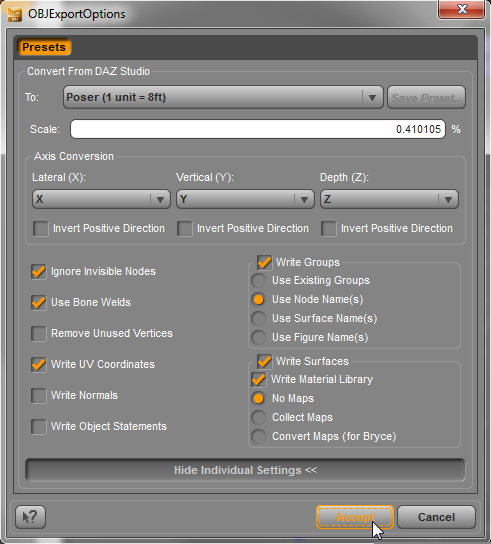 OBJExportOptions
Presets
Convert From DAZ Studio
To: Poser (1 unit = 8ft) Save Preset...
Scale: 0.410105 %
Axis Conversion
Lateral (X): Vertical (Y): Depth (Z):
X Y Z
Invert Positive Direction Invert Positive Direction Invert Positive Direction
Ignore Invisible Nodes
Use Bone Welds
Remove Unused Vertices
Write UV Coordinates
Write Normals
Write Object Statements
Write Groups
Use Existing Groups
Use Node Name(s)
Use Surface Name(s)
Use Figure Name(s)
Write Surfaces
Write Material Library
No Maps
Collect Maps
Convert Maps (for Bryce)
Hide Individual Settings <<
? Accept Cancel